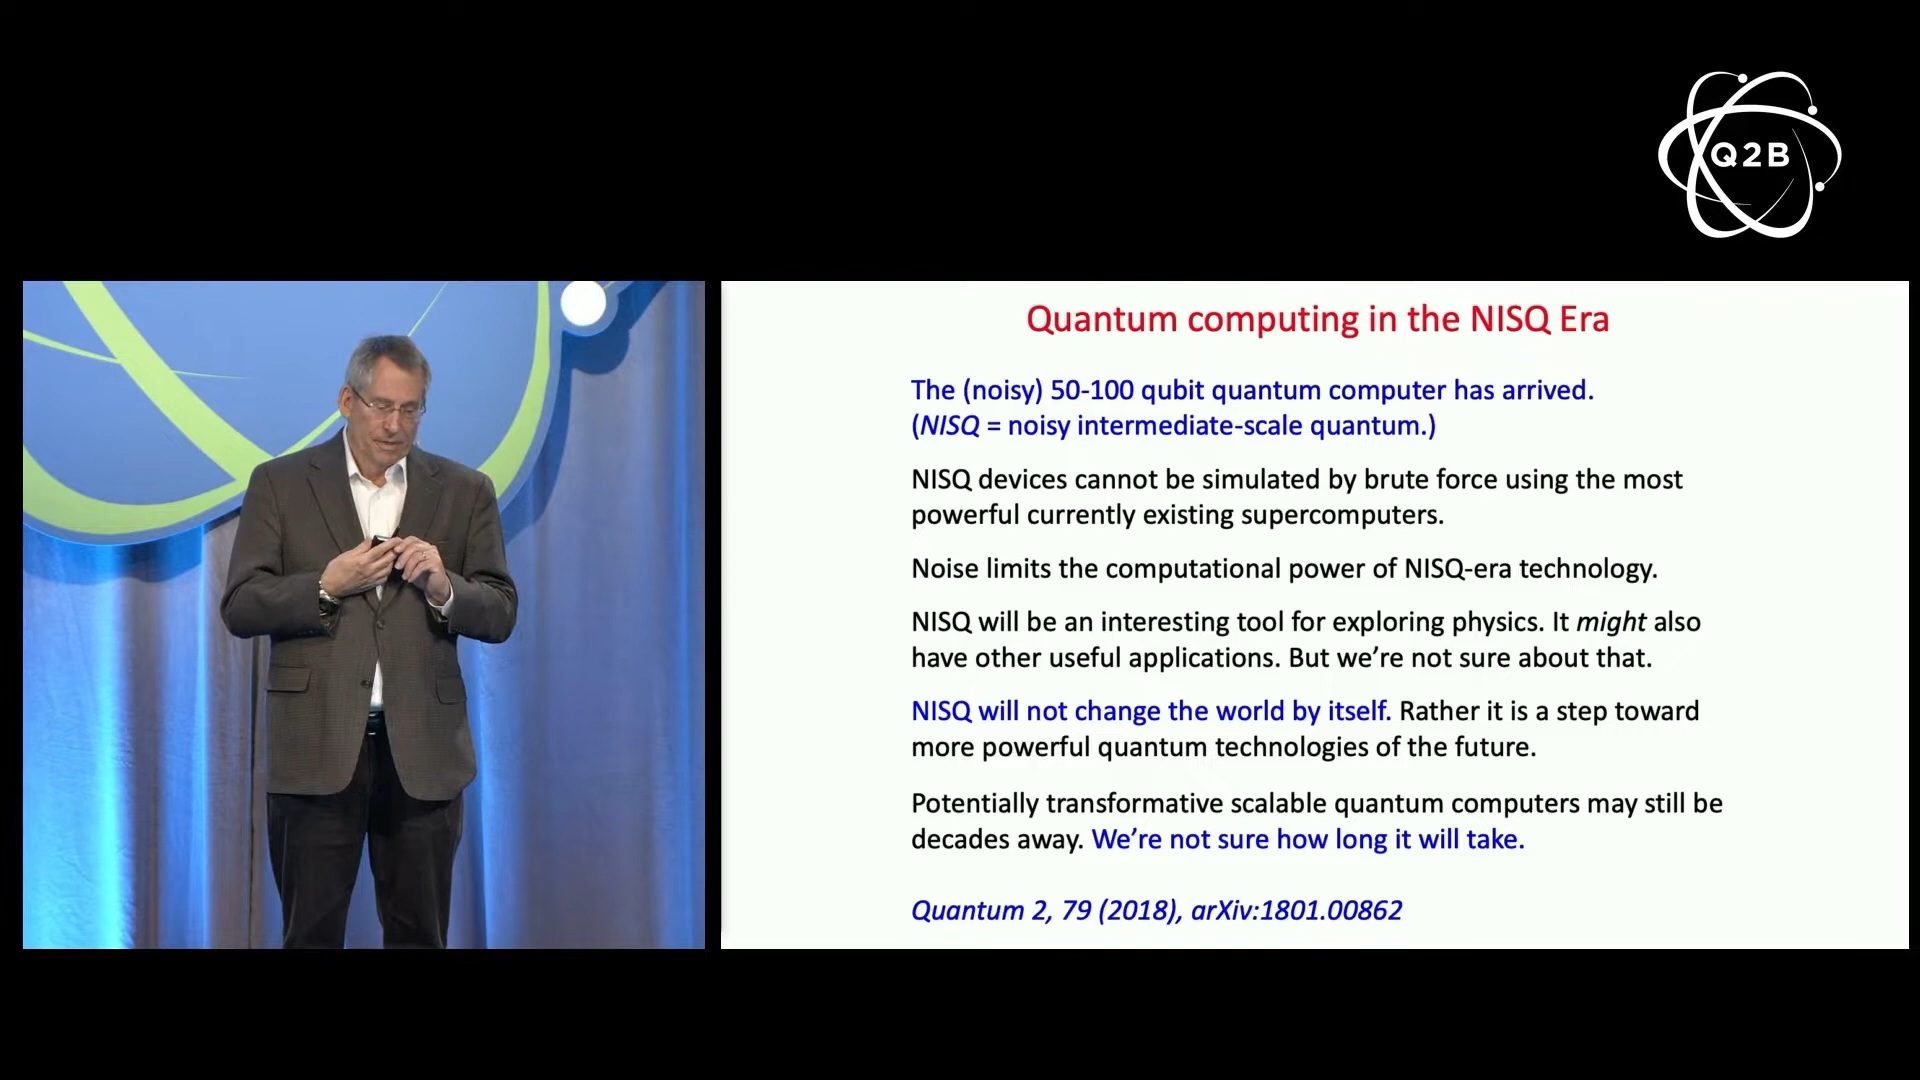 Q2B
Quantum computing in the NISQ Era
The (noisy) 50-100 qubit quantum computer has arrived.
(NISQ = noisy intermediate-scale quantum.)
NISQ devices cannot be simulated by brute force using the most
powerful currently existing supercomputers.
Noise limits the computational power of NISQ-era technology.
NISQ will be an interesting tool for exploring physics. It might also
have other useful applications. But we’re not sure about that.
NISQ will not change the world by itself. Rather it is a step toward
more powerful quantum technologies of the future.
Potentially transformative scalable quantum computers may still be
decades away. We’re not sure how long it will take.
Quantum 2, 79 (2018), arXiv:1801.00862